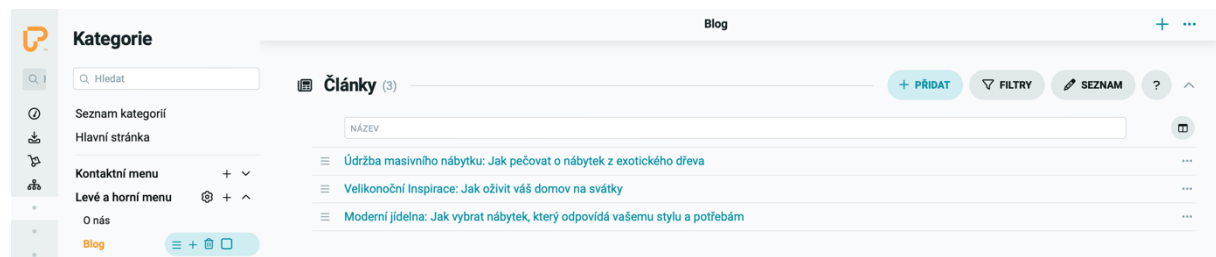 Kategorie
Hledat
Seznam kategorií
Hlavní stránka
Kontaktní menu
Levé a horní menu
O nás
Blog
Blog
Články (3)
PŘIDAT
FILTRY
SEZNAM
?
NÁZEV
Údržba masivního nábytku: Jak pečovat o nábytek z exotického dřeva
Velikonoční Inspirace: Jak oživit váš domov na svátky
Moderní jídelna: Jak vybrat nábytek, který odpovídá vašemu stylu a potřebám